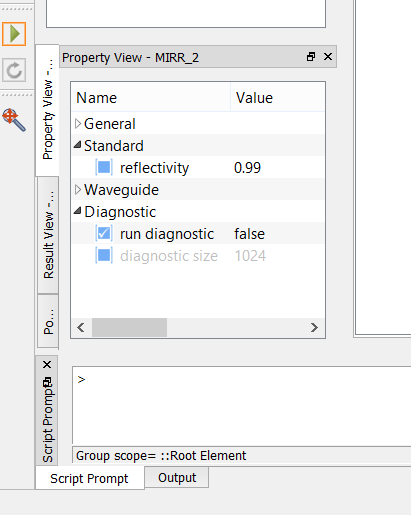 Property View - MIRR_2
Property View -...
Name Value
General
Standard
reflectivity 0.99
Waveguide
Diagnostic
run diagnostic false
diagnostic size 1024
Result View -...
Po...
Script Prompt
>
Group scope= ::Root Element
Script Prompt Output